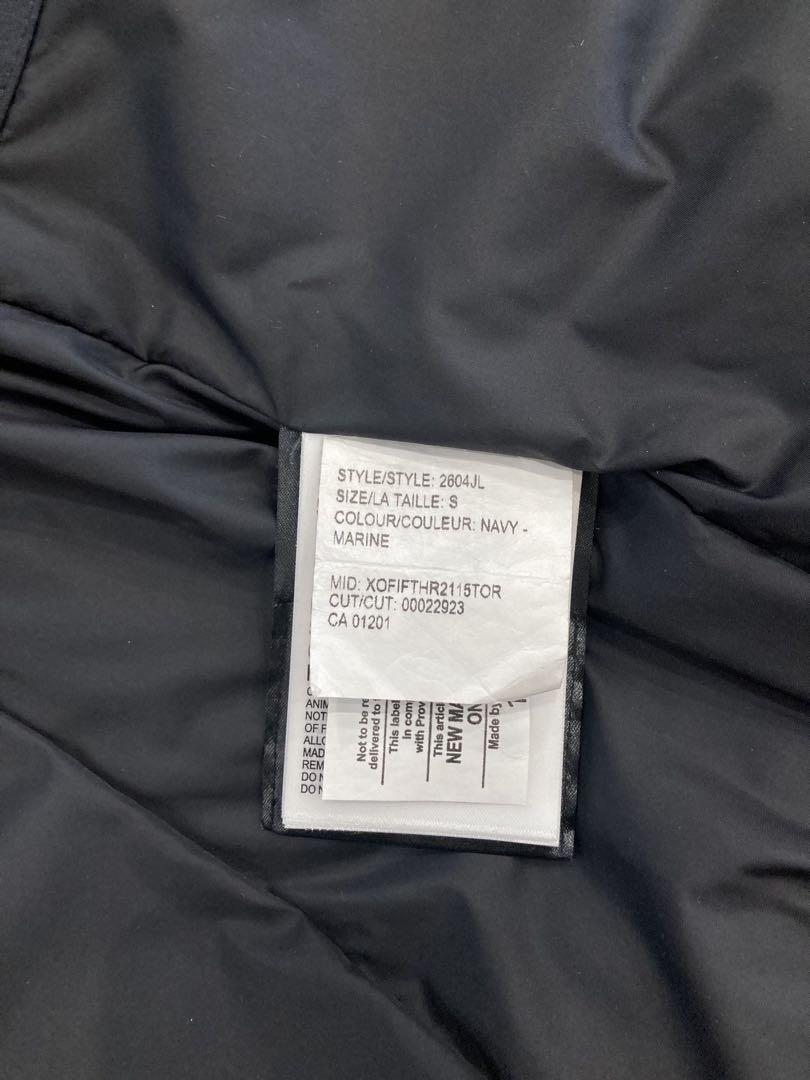 STYLE/STYLE: 2604JL
SIZE/LA TAILLE: S
COLOUR/COULEUR: NAVY -
MARINE
MID: XOFIFTHR2115TOR
CUT/CUT: 00022923
CA 01201
ANIM
NOT
OF F
ALLO
MAD
REM
DO N
DO N
Not to be re
delivered to
This label
in com
with Prov
This artic
NEW MA
ON
Made by